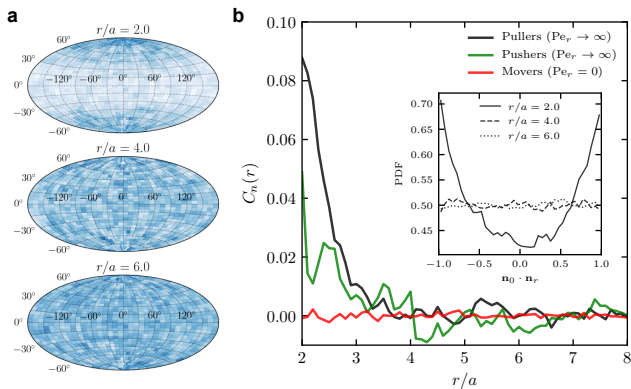 a
r/a = 2.0
60°
30°
0°
−30°
−60°
−120° −60° 0° 60° 120°
r/a = 4.0
60°
30°
0°
−30°
−60°
−120° −60° 0° 60° 120°
r/a = 6.0
60°
30°
0°
−30°
−60°
−120° −60° 0° 60° 120°
b
0.10
0.08
0.06
0.04
0.02
0.00
C_n(r)
2 3 4 5 6 7 8
r/a
Pullers (Pe_r → ∞)
Pushers (Pe_r → ∞)
Movers (Pe_r = 0)
0.70
0.65
0.60
0.55
0.50
0.45
PDF
r/a = 2.0
r/a = 4.0
r/a = 6.0
−1.0 −0.5 0.0 0.5 1.0
n_0 · n_r